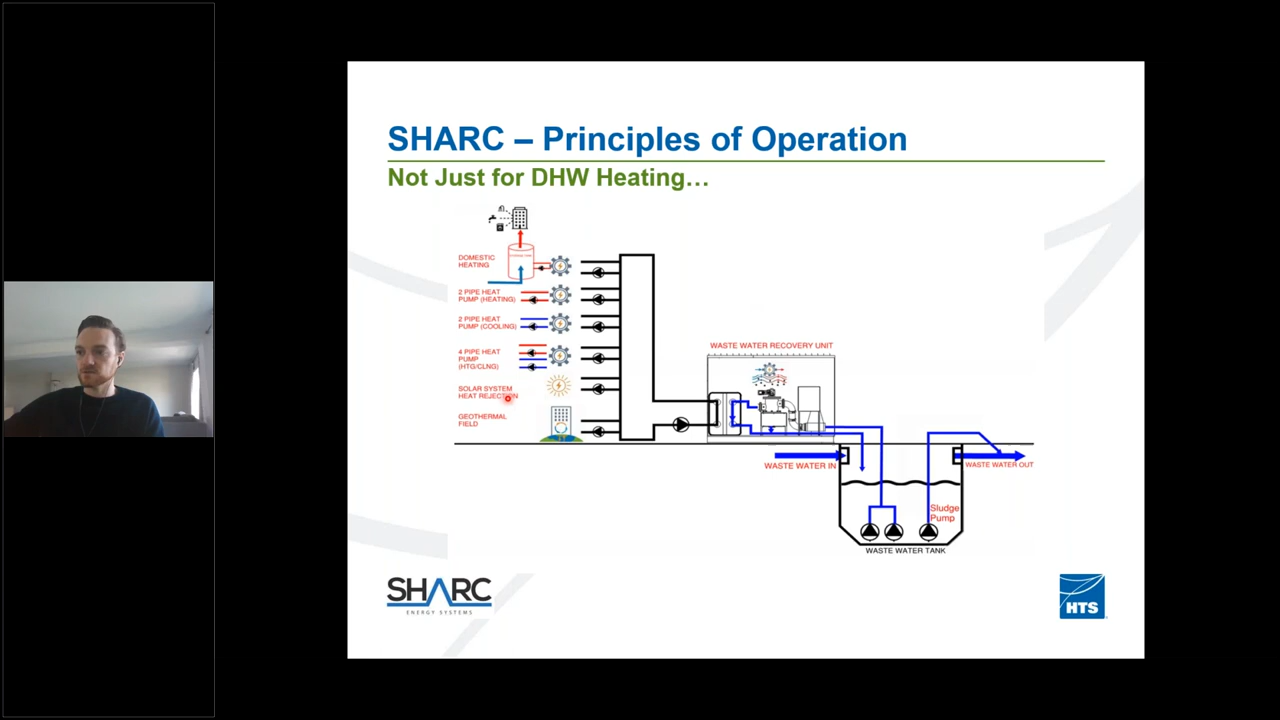 SHARC – Principles of Operation
Not Just for DHW Heating...
DOMESTIC
HEATING
2 PIPE HEAT
PUMP (HEATING)
2 PIPE HEAT
PUMP (COOLING)
4 PIPE HEAT
PUMP
(HTG/CLNG)
SOLAR SYSTEM
HEAT REJECTION
GEOTHERMAL
FIELD
WASTE WATER RECOVERY UNIT
WASTE WATER IN
WASTE WATER OUT
Sludge
Pump
WASTE WATER TANK
SHARC
ENERGY SYSTEMS
HTS